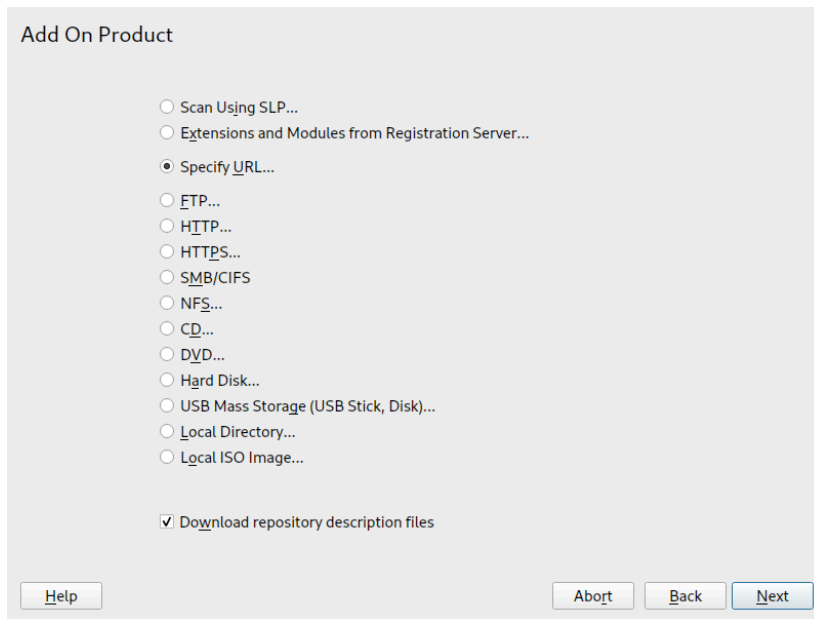 Add On Product
Scan Using SLP...
Extensions and Modules from Registration Server...
Specify URL...
FTP...
HTTP...
HTTPS...
SMB/CIFS
NFS...
CD...
DVD...
Hard Disk...
USB Mass Storage (USB Stick, Disk)...
Local Directory...
Local ISO Image...
Download repository description files
Help Abort Back Next